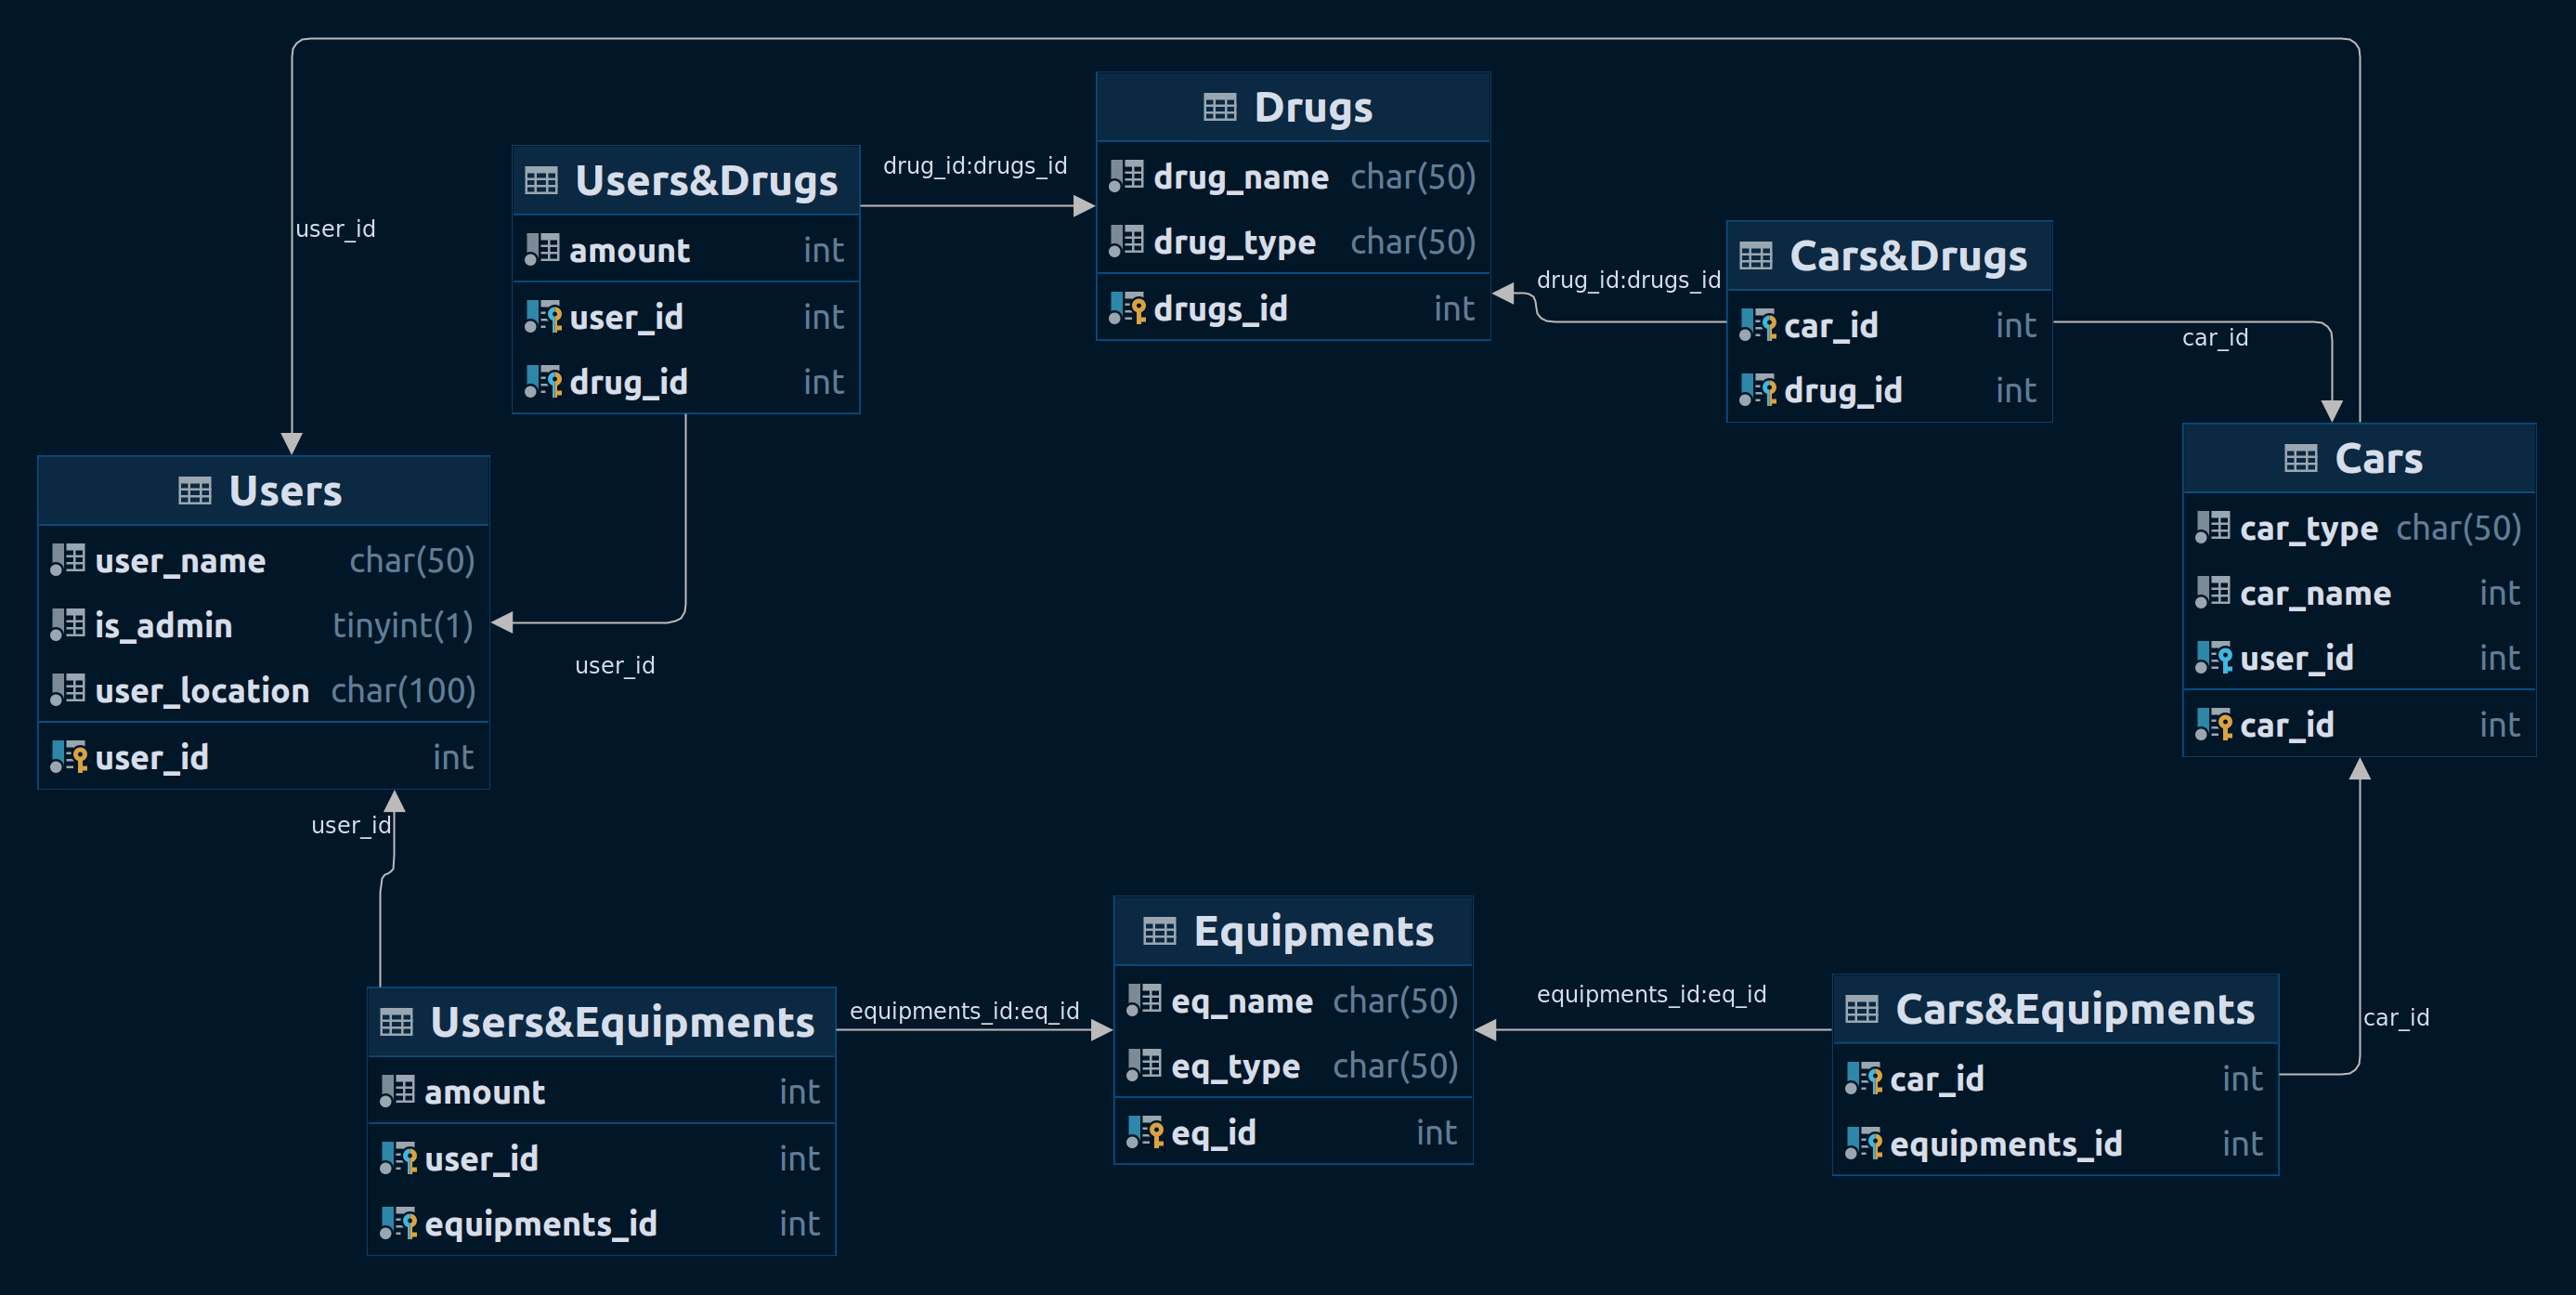 Drugs
drug_name char(50)
drug_type char(50)
drugs_id int
Users&Drugs
amount int
user_id int
drug_id int
drug_id:drugs_id
user_id
Cars&Drugs
car_id int
drug_id int
drug_id:drugs_id
car_id
Users
user_name char(50)
is_admin tinyint(1)
user_location char(100)
user_id int
user_id
Cars
car_type char(50)
car_name int
user_id int
car_id int
user_id
Equipments
eq_name char(50)
eq_type char(50)
eq_id int
Users&Equipments
amount int
user_id int
equipments_id int
equipments_id:eq_id
equipments_id:eq_id
Cars&Equipments
car_id int
equipments_id int
car_id